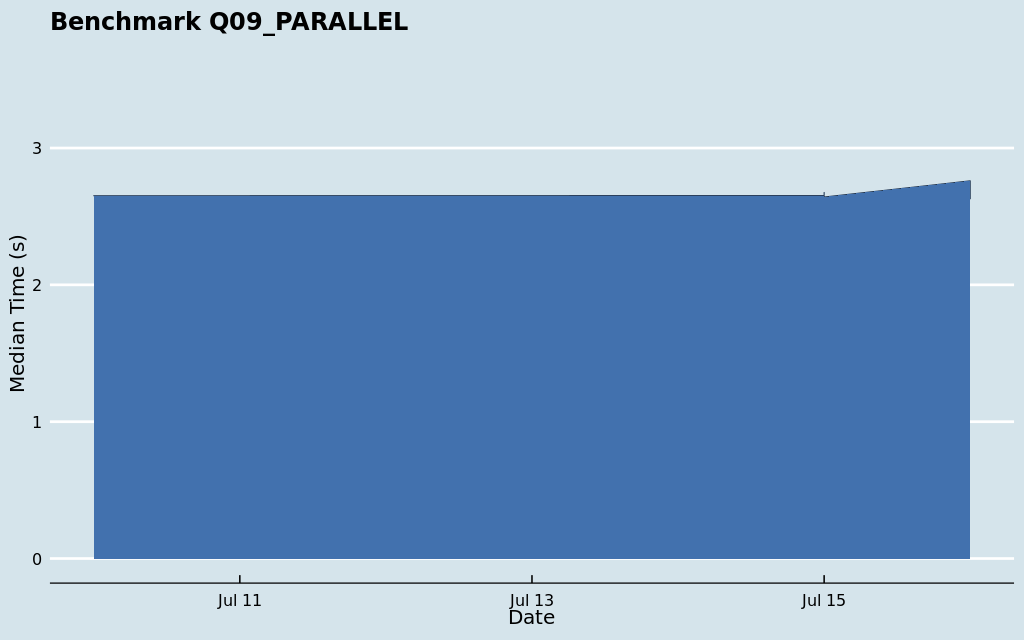 Benchmark Q09_PARALLEL
3
2
1
0
Median Time (s)
Jul 11 Jul 13 Jul 15
Date